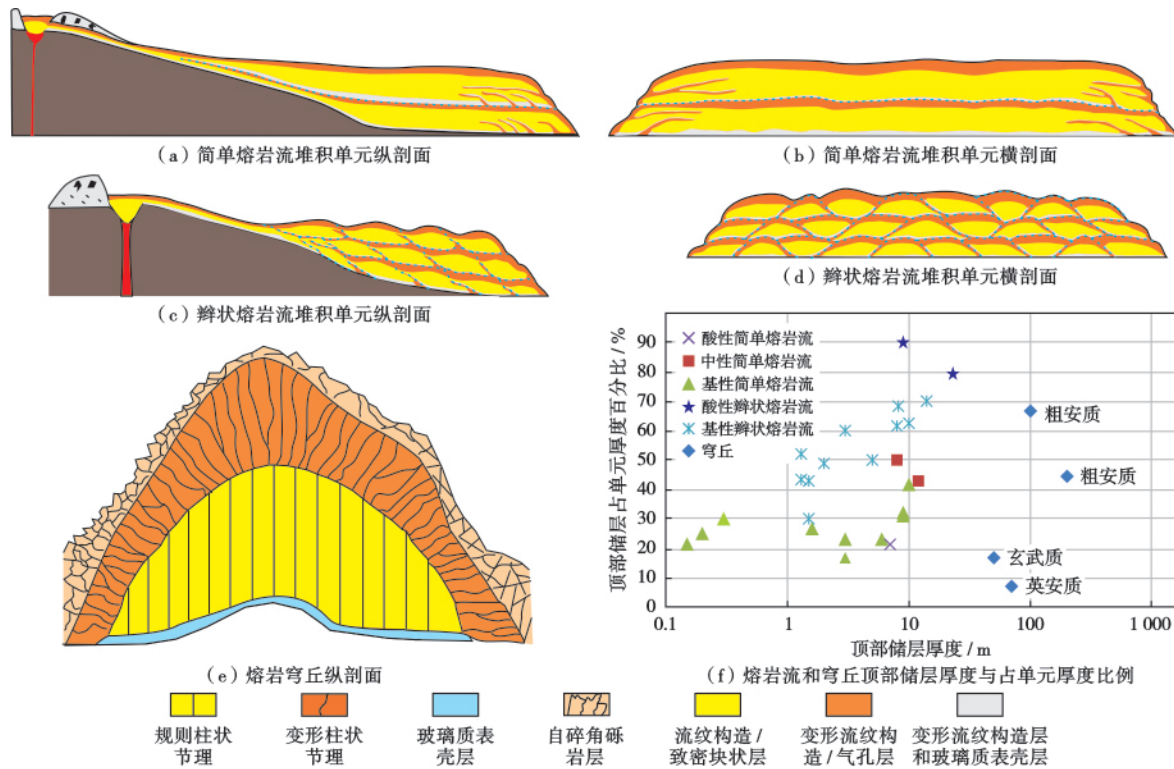 (a)简单熔岩流堆积单元纵剖面
(b)简单熔岩流堆积单元横剖面
(c)辫状熔岩流堆积单元纵剖面
(d)辫状熔岩流堆积单元横剖面
(e)熔岩穹丘纵剖面
顶部储层占单元厚度百分比/%
90
80
70
60
50
40
30
20
10
0
酸性简单熔岩流
中性简单熔岩流
基性简单熔岩流
酸性辫状熔岩流
基性辫状熔岩流
穹丘
粗安质
粗安质
玄武质
英安质
0.1
1
10
100
1 000
顶部储层厚度/m
(f)熔岩流和穹丘顶部储层厚度与占单元厚度比例
规则柱状
节理
变形柱状
节理
玻璃质表
壳层
自碎角砾
岩层
流纹构造/
致密块状层
变形流纹构
造/气孔层
变形流纹构造层
和玻璃质表壳层